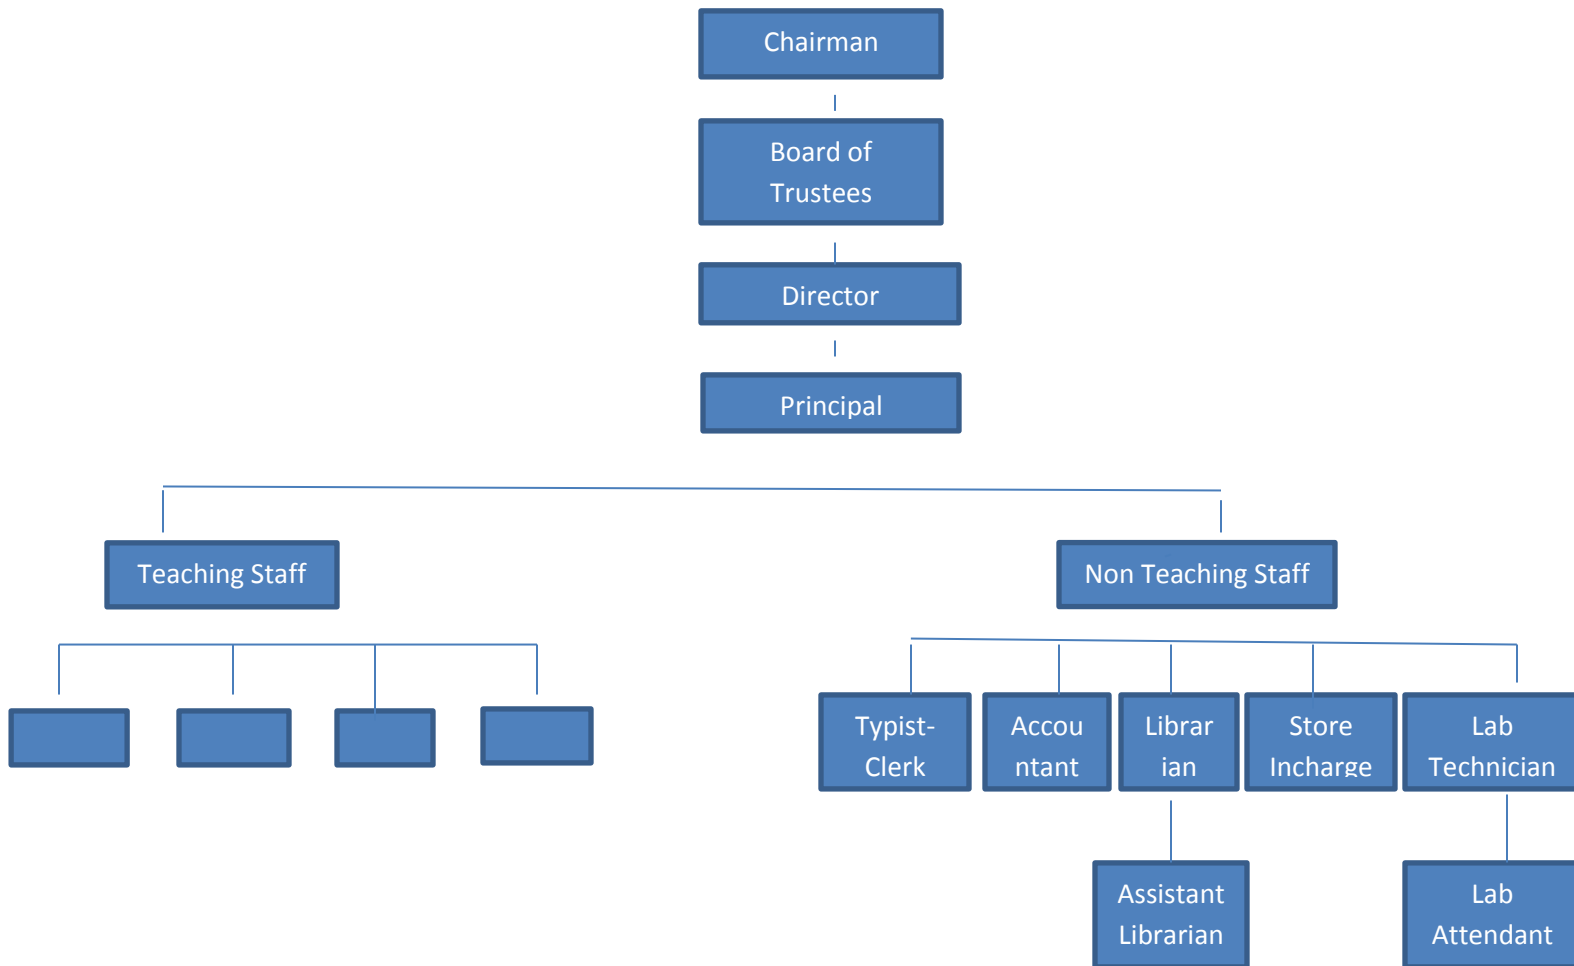 Chairman
Board of
Trustees
Director
Principal
Teaching Staff
Non Teaching Staff
Typist-
Clerk
Accou
ntant
Librar
ian
Store
Incharge
Lab
Technician
Assistant
Librarian
Lab
Attendant